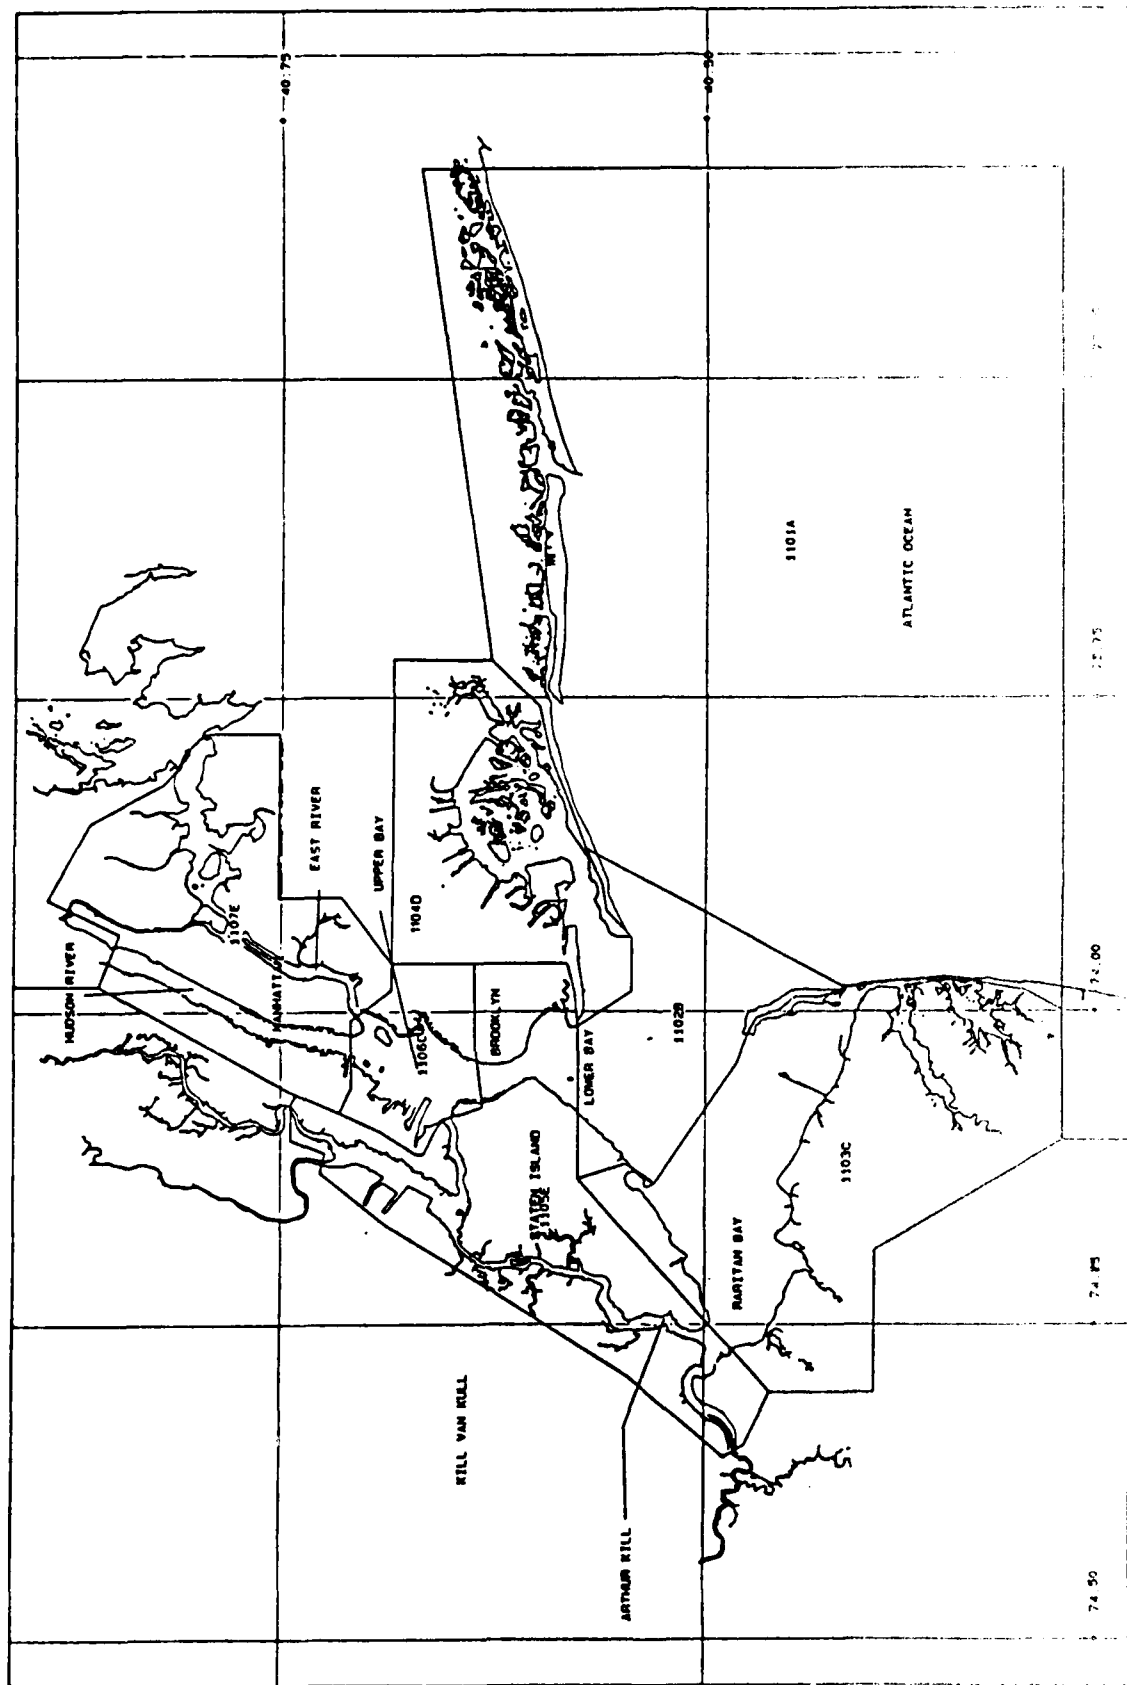 40.75
40.50
HUDSON RIVER
MANHATTAN
1107E
EAST RIVER
UPPER BAY
1104D
1106C
BROOKLYN
LOWER BAY
1102B
1101A
ATLANTIC OCEAN
STATEN ISLAND
1105E
KILL VAN KULL
ARTHUR KILL
RARITAN BAY
1103C
74.50
74.25
74.00
73.75